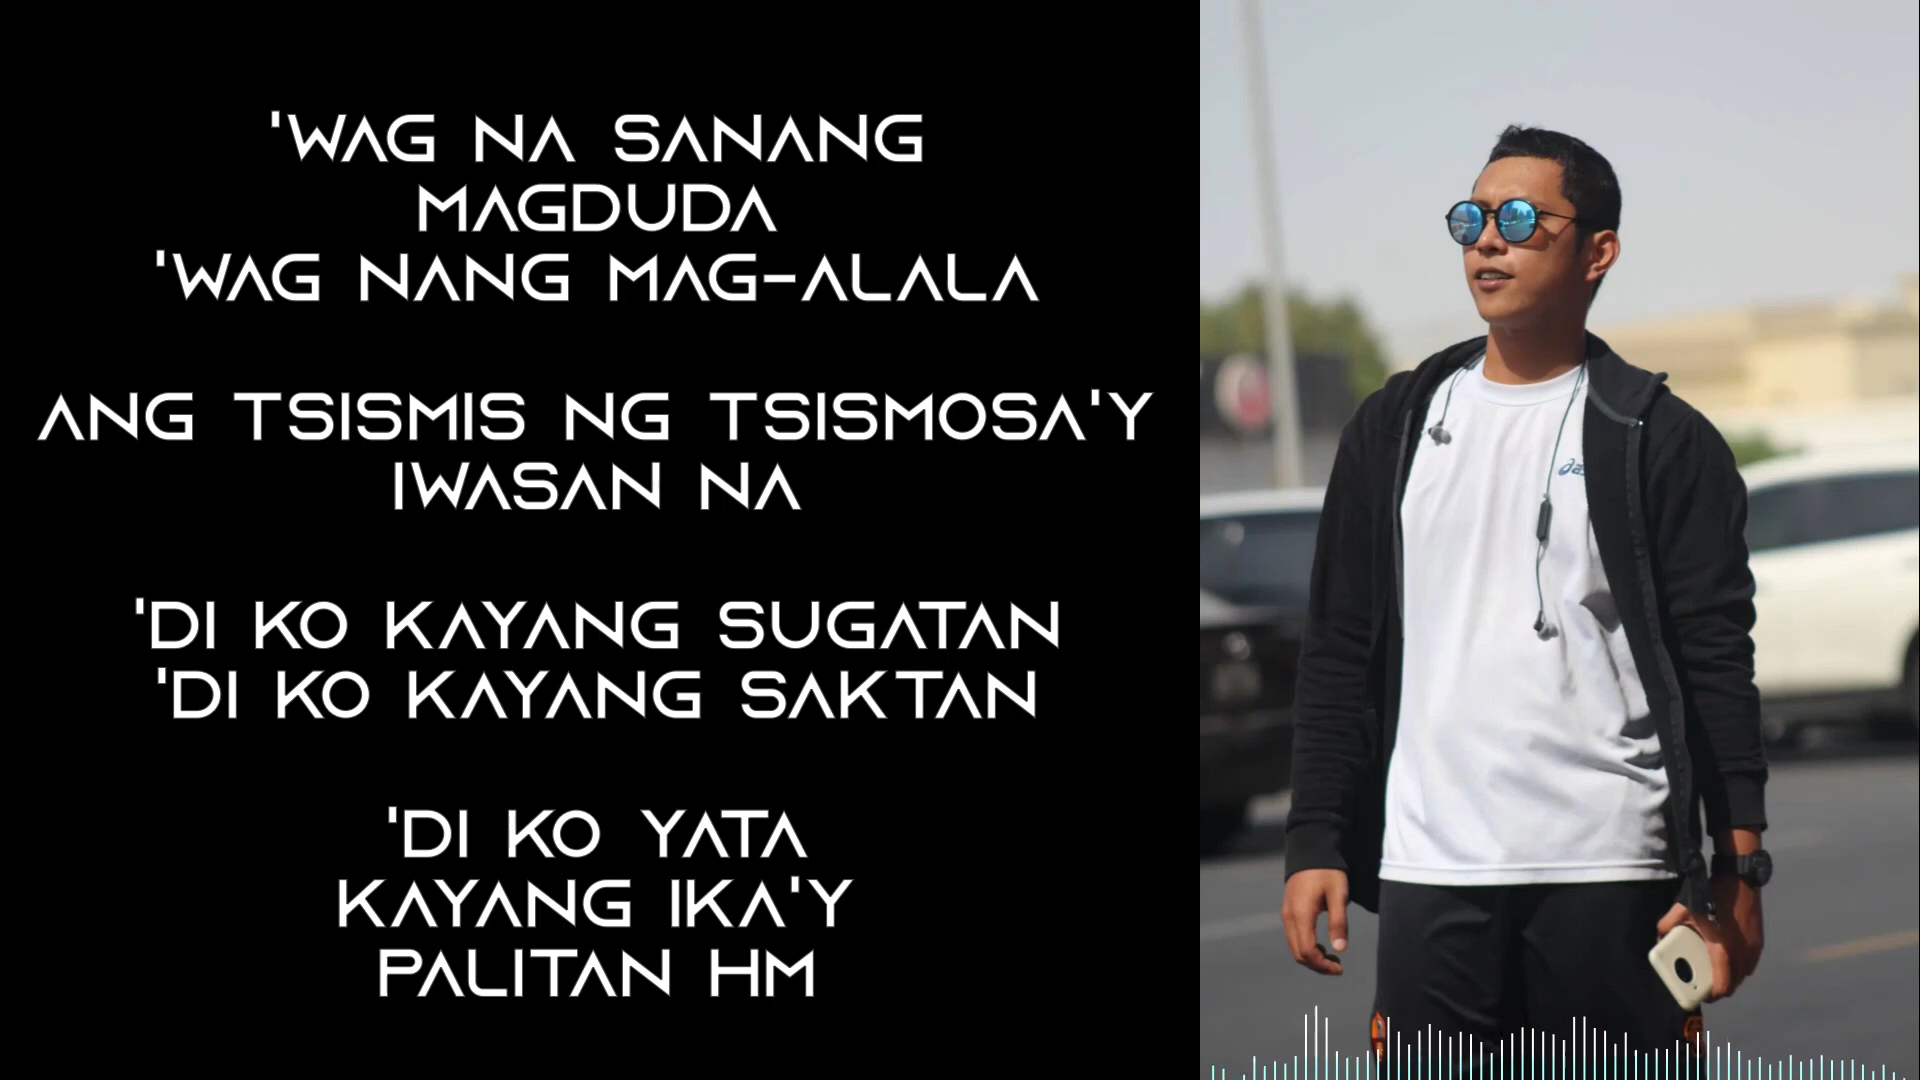 'WAG NA SANANG
MAGDUDA
'WAG NANG MAG-ALALA
ANG TSISMIS NG TSISMOSA'Y
IWASAN NA
'DI KO KAYANG SUGATAN
'DI KO KAYANG SAKTAN
'DI KO YATA
KAYANG IKA'Y
PALITAN HM